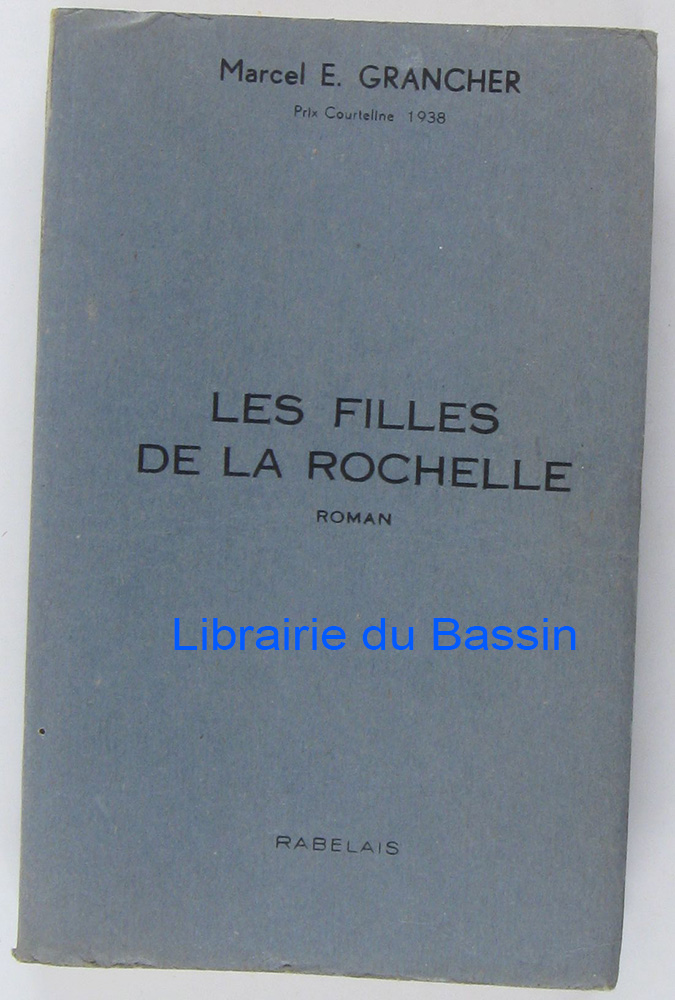 Marcel E. GRANCHER
Prix Courteline 1938
LES FILLES
DE LA ROCHELLE
ROMAN
Librairie du Bassin
RABELAIS